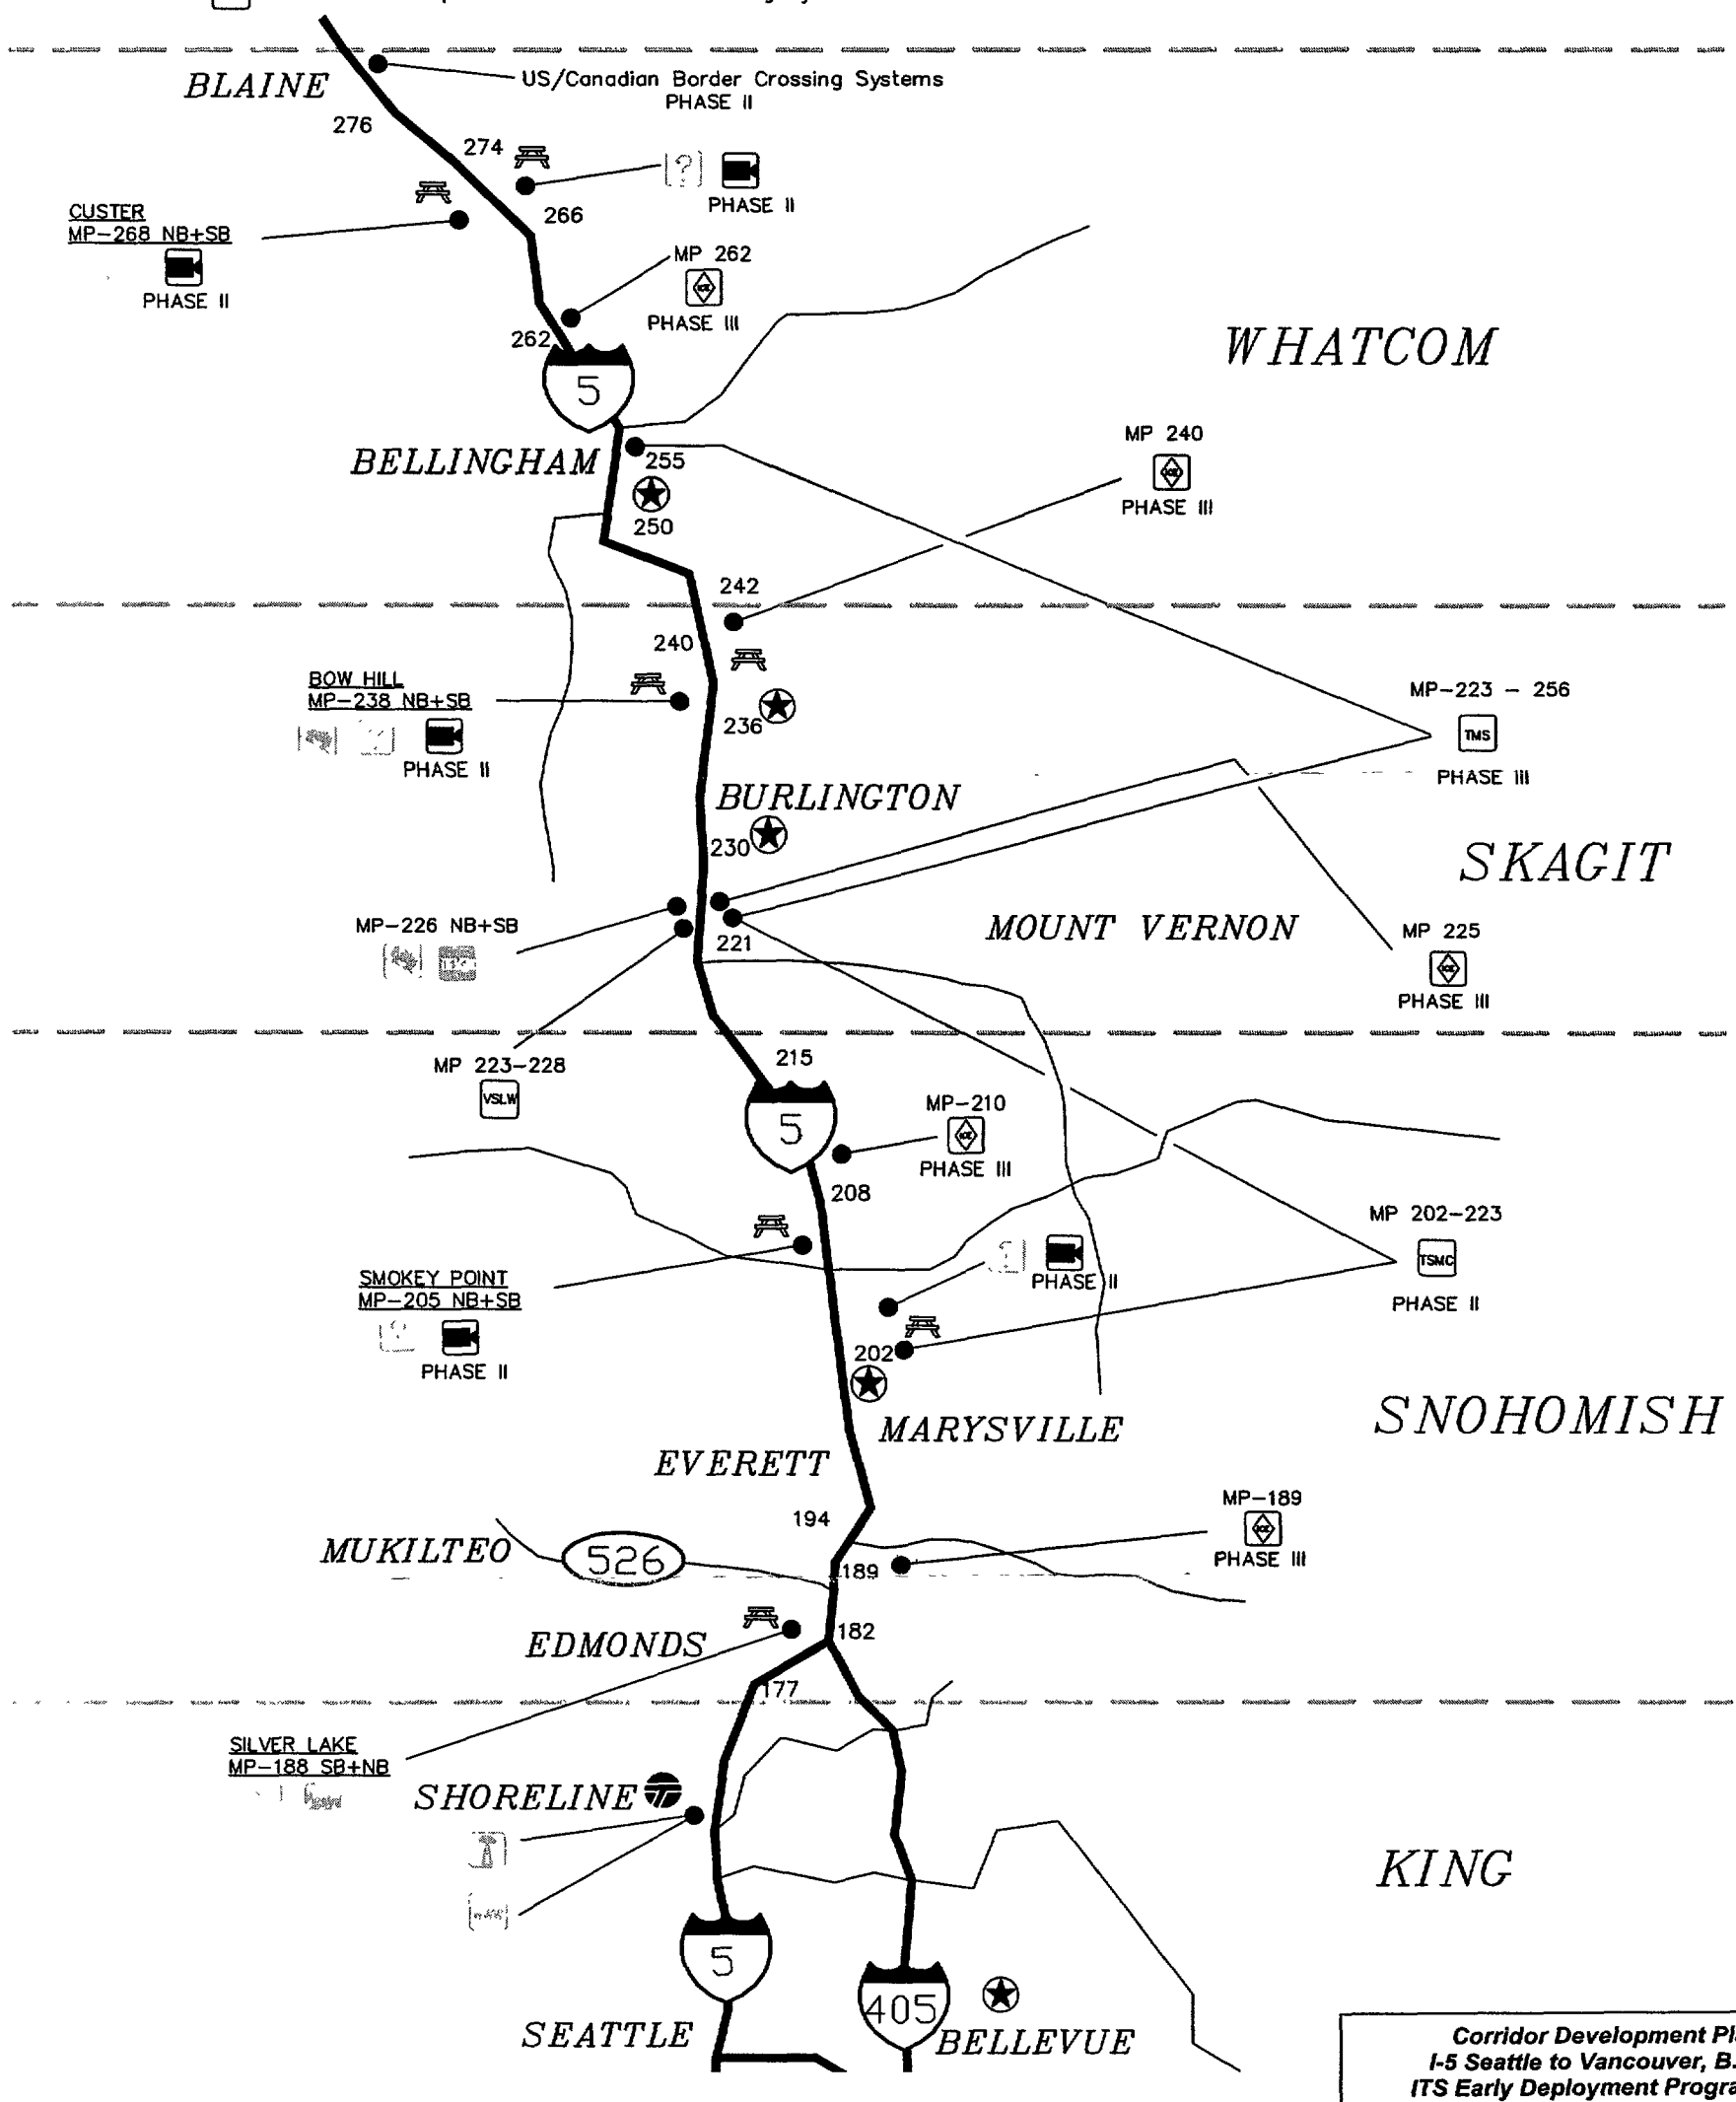 BLAINE
US/Canadian Border Crossing Systems
PHASE II
276
274
?
PHASE II
CUSTER
MP-268 NB+SB
PHASE II
266
MP 262
PHASE III
262
5
WHATCOM
BELLINGHAM
255
250
MP 240
ICE
PHASE III
242
240
BOW HILL
MP-238 NB+SB
PHASE II
236
MP-223 - 256
TMS
PHASE III
BURLINGTON
230
SKAGIT
MP-226 NB+SB
221
MOUNT VERNON
MP 225
ICE
PHASE III
MP 223-228
VSLW
215
5
MP-210
ICE
PHASE III
208
MP 202-223
TSMC
PHASE II
PHASE II
SMOKEY POINT
MP-205 NB+SB
PHASE II
202
MARYSVILLE
SNOHOMISH
EVERETT
194
MP-189
ICE
PHASE III
MUKILTEO
526
189
EDMONDS
182
177
SILVER LAKE
MP-188 SB+NB
SHORELINE
KING
5
405
SEATTLE
BELLEVUE
Corridor Development
I-5 Seattle to Vancouver, B.
ITS Early Deployment